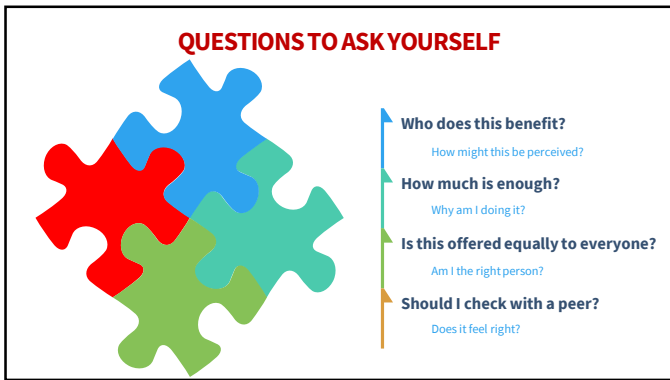 QUESTIONS TO ASK YOURSELF
Who does this benefit?
How might this be perceived?
How much is enough?
Why am I doing it?
Is this offered equally to everyone?
Am I the right person?
Should I check with a peer?
Does it feel right?